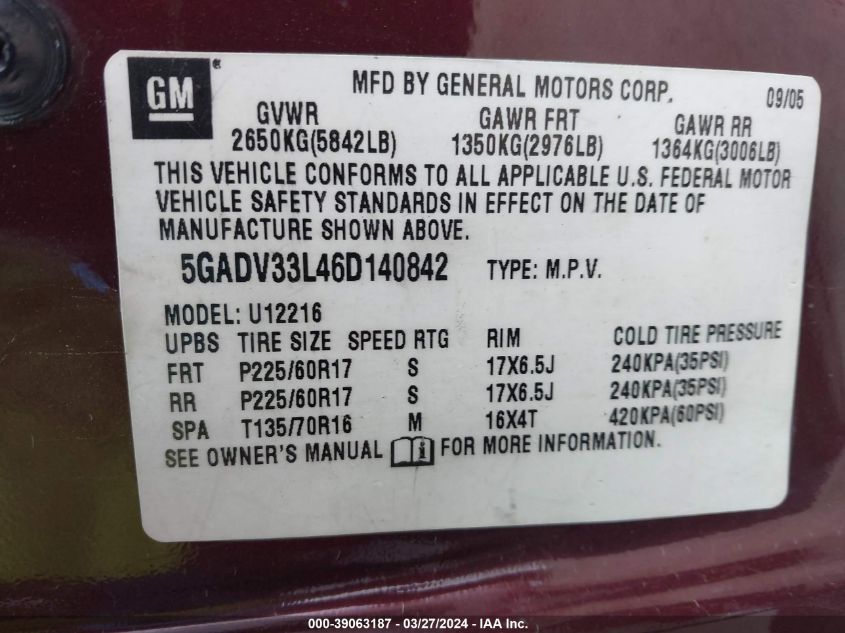 GM
MFD BY GENERAL MOTORS CORP. 09/05
GVWR GAWR FRT GAWR RR
2650KG(5842LB) 1350KG(2976LB) 1364KG(3006LB)
THIS VEHICLE CONFORMS TO ALL APPLICABLE U.S. FEDERAL MOTOR
VEHICLE SAFETY STANDARDS IN EFFECT ON THE DATE OF
MANUFACTURE SHOWN ABOVE.
5GADV33L46D140842 TYPE: M.P.V.
MODEL: U12216
UPBS TIRE SIZE SPEED RTG RIM COLD TIRE PRESSURE
FRT P225/60R17 S 17X6.5J 240KPA(35PSI)
RR P225/60R17 S 17X6.5J 240KPA(35PSI)
SPA T135/70R16 M 16X4T 420KPA(60PSI)
SEE OWNER'S MANUAL i FOR MORE INFORMATION.
000-39063187 - 03/27/2024 - IAA Inc.